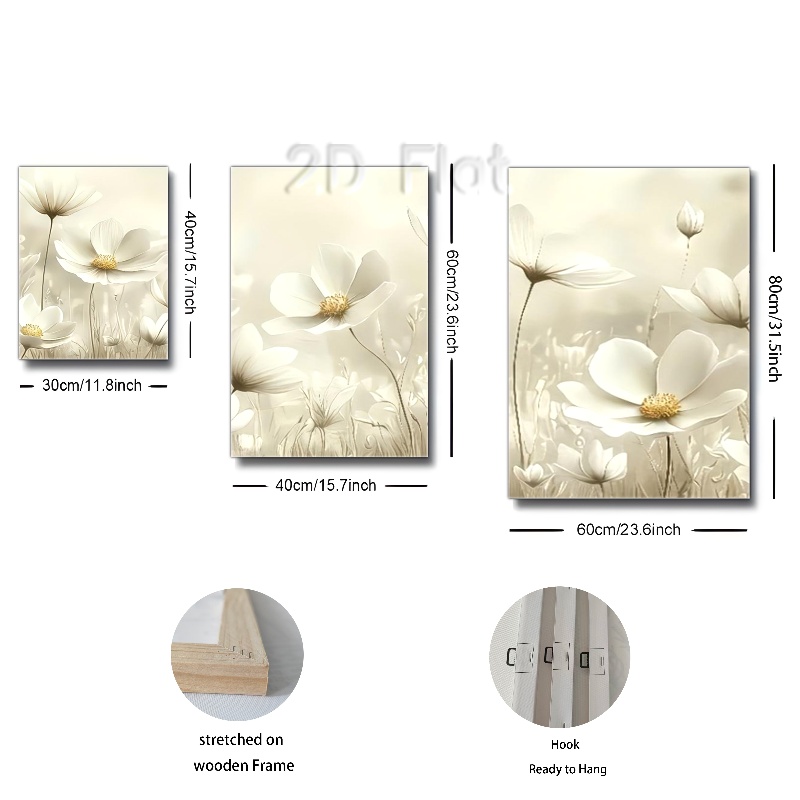 2D Flat
40cm/15.7inch
30cm/11.8inch
60cm/23.6inch
40cm/15.7inch
80cm/31.5inch
60cm/23.6inch
stretched on
wooden Frame
Hook
Ready to Hang